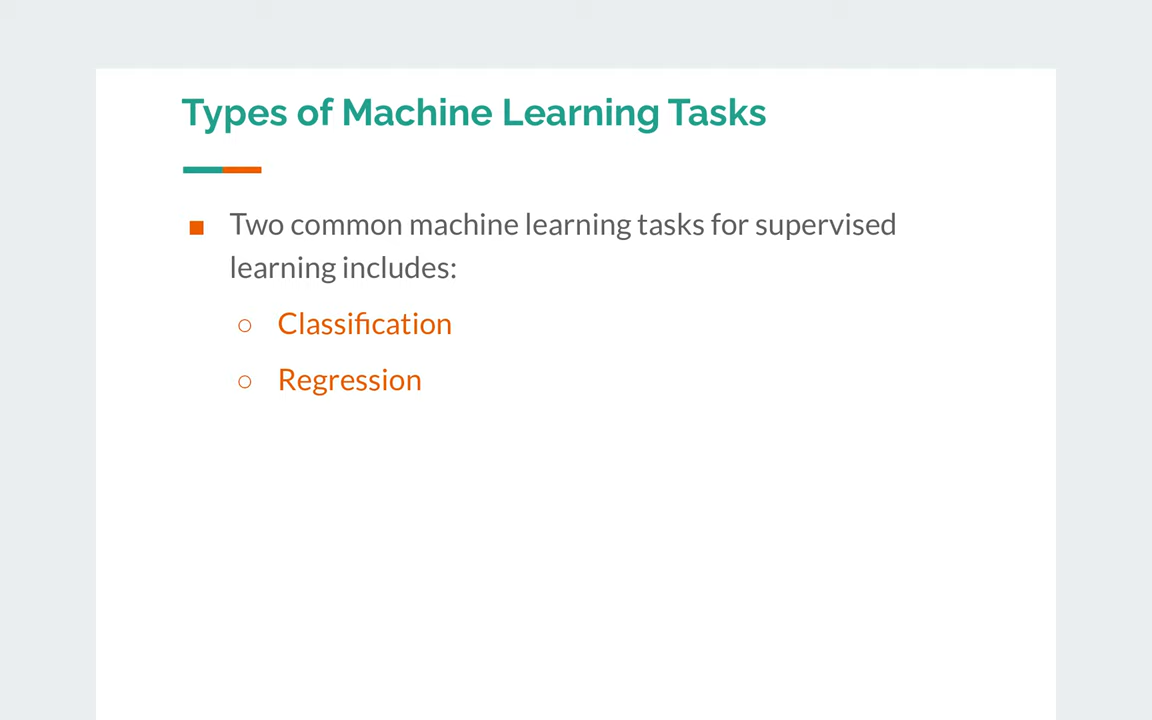 Types of Machine Learning Tasks
■ Two common machine learning tasks for supervised
learning includes:
○ Classification
○ Regression